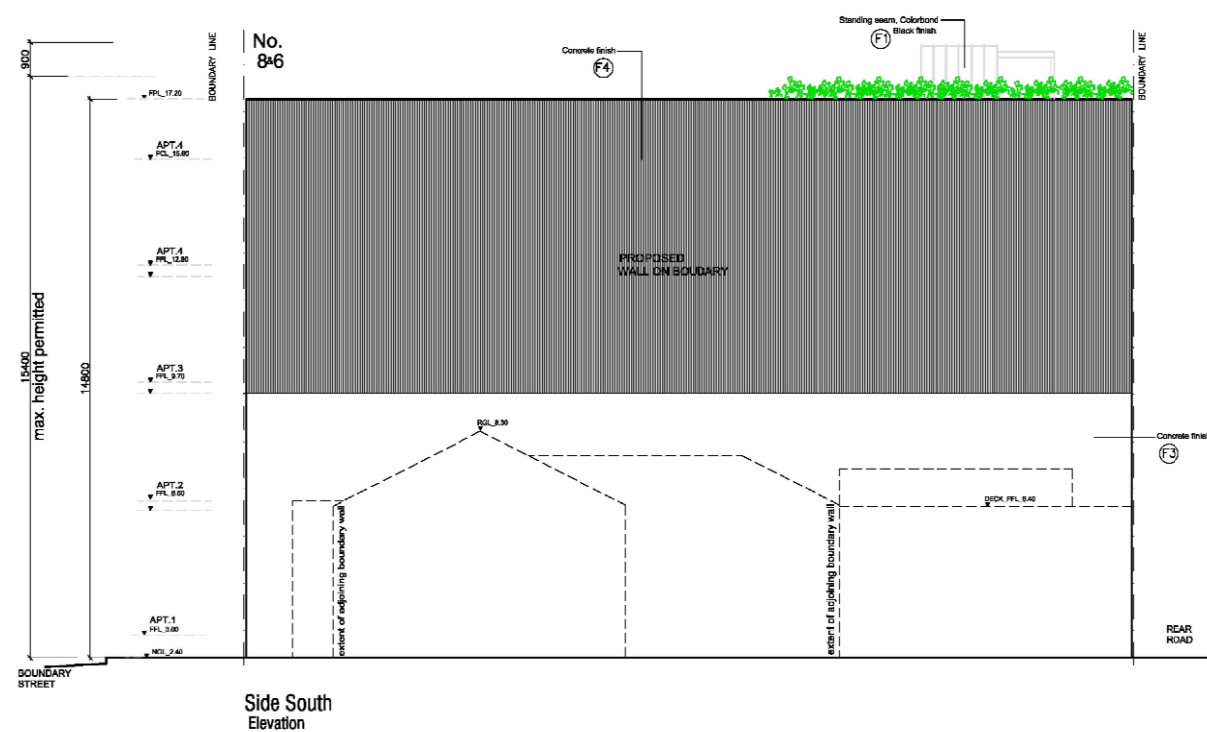 Standing seam, Colorbond
Black finish
F1
No.
8&6
Concrete finish
F4
BOUNDARY LINE
BOUNDARY LINE
900
FPL_17.20
APT.4
FCL_15.60
APT.4
FFL_12.80
PROPOSED
WALL ON BOUDARY
15400
max. height permitted
14800
APT.3
FFL_9.70
RGL_8.30
Concrete finish
F3
APT.2
FFL_6.60
DECK_FFL_6.40
extent of adjoining boundary wall
extent of adjoining boundary wall
APT.1
FFL_3.00
NGL_2.40
REAR
ROAD
BOUNDARY
STREET
Side South
Elevation